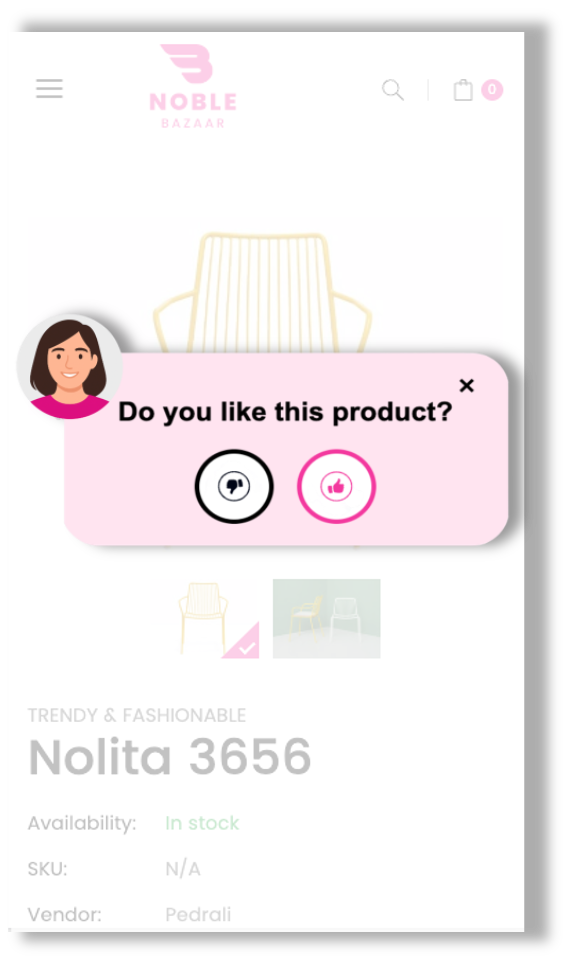 NOBLE
BAZAAR
0
Do you like this product?
TRENDY & FASHIONABLE
Nolita 3656
Availability: In stock
SKU: N/A
Vendor: Pedrali